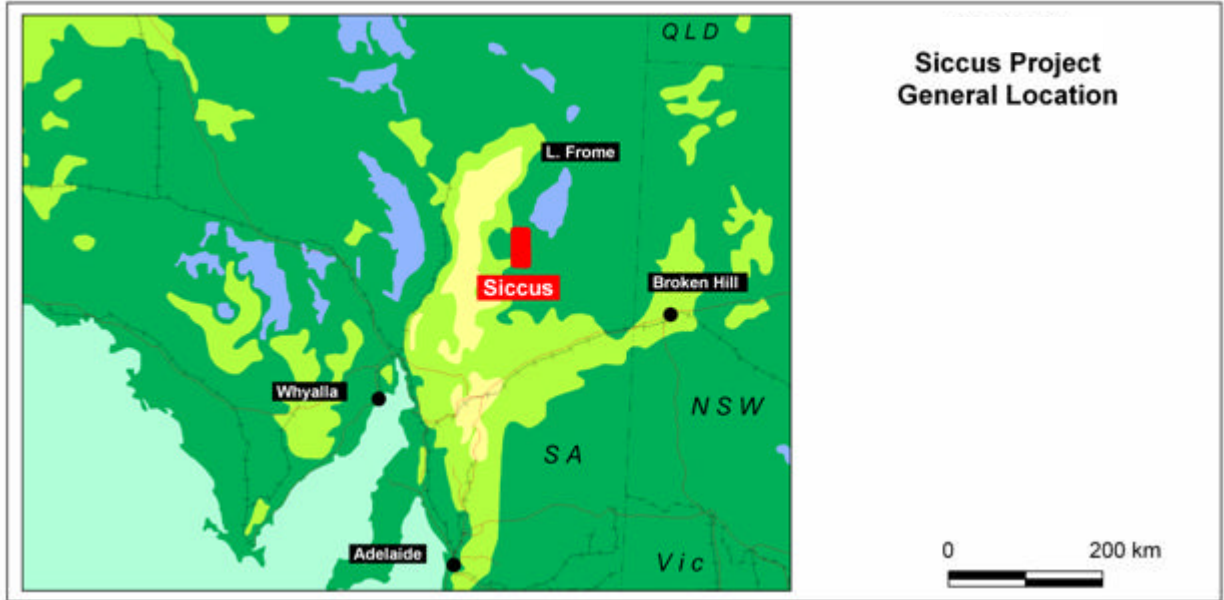 QLD
Siccus Project
General Location
L. Frome
Siccus
Broken Hill
Whyalla
NSW
SA
Adelaide
Vic
0 200 km